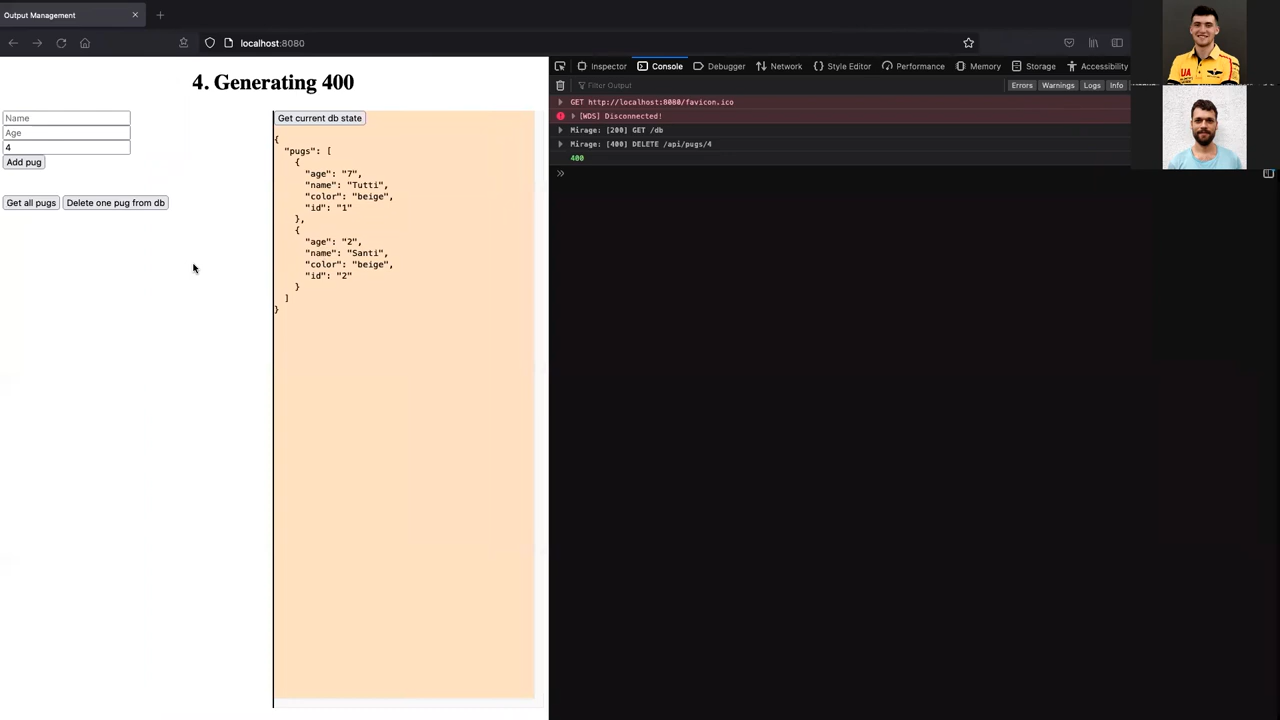 Output Management
localhost:8080
4. Generating 400
Name
Age
4
Add pug
Get all pugs
Delete one pug from db
Get current db state
{
"pugs": [
{
"age": "7",
"name": "Tutti",
"color": "beige",
"id": "1"
},
{
"age": "2",
"name": "Santi",
"color": "beige",
"id": "2"
}
]
}
Inspector Console Debugger Network Style Editor Performance Memory Storage Accessibility
Filter Output
Errors Warnings Logs Info
GET http://localhost:8080/favicon.ico
[WDS] Disconnected!
Mirage: [200] GET /db
Mirage: [400] DELETE /api/pugs/4
400
UA